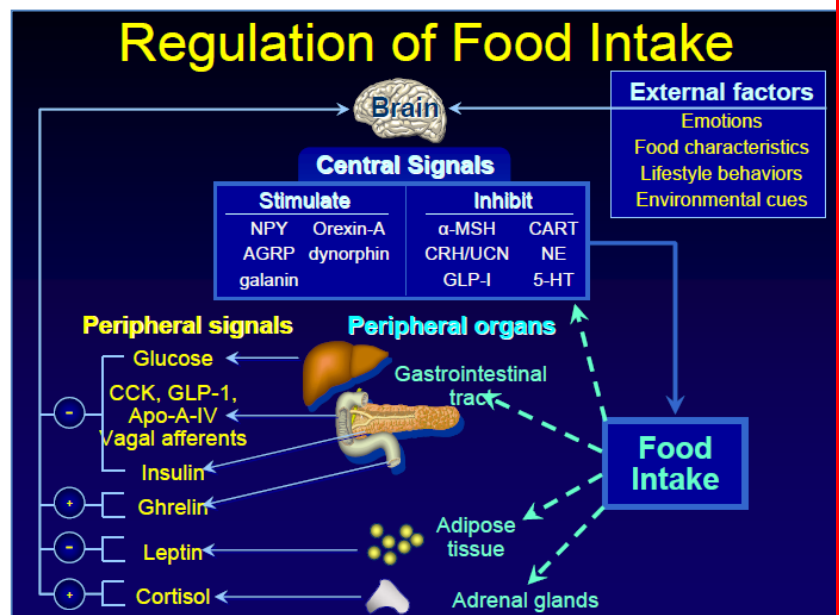 Regulation of Food Intake
Brain
External factors
Emotions
Food characteristics
Lifestyle behaviors
Environmental cues
Central Signals
Stimulate
Inhibit
NPY Orexin-A
AGRP dynorphin
galanin
α-MSH CART
CRH/UCN NE
GLP-I 5-HT
Peripheral signals
Peripheral organs
Glucose
CCK, GLP-1,
Apo-A-IV
Vagal afferents
Insulin
Ghrelin
Leptin
Cortisol
-
+
-
+
Gastrointestinal
tract
Adipose
tissue
Adrenal glands
Food
Intake